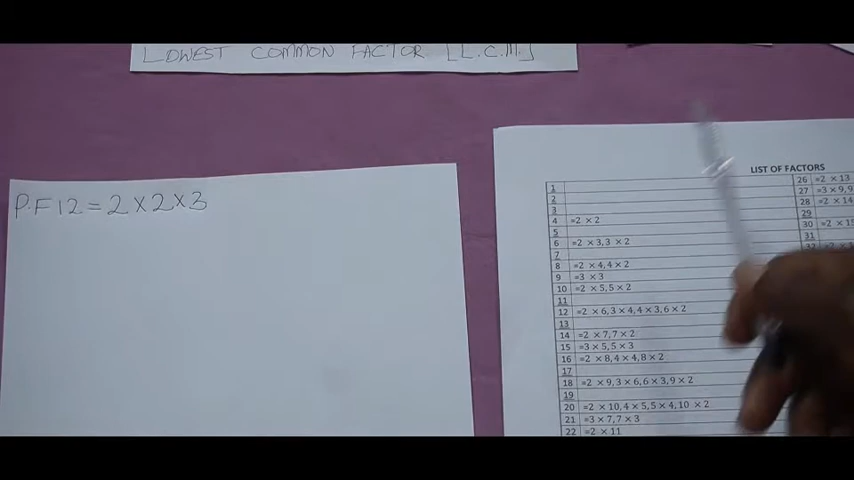 LOWEST COMMON FACTOR [L.C.M.]
P.F 12 = 2 × 2 × 3
LIST OF FACTORS
1
2
3
4 =2 ×2
5
6 =2 ×3,3 ×2
7
8 =2 ×4,4 ×2
9 =3 ×3
10 =2 ×5,5 ×2
11
12 =2 ×6,3 ×4,4 ×3,6 ×2
13
14 =2 ×7,7 ×2
15 =3 ×5,5 ×3
16 =2 ×8,4 ×4,8 ×2
17
18 =2 ×9,3 ×6,6 ×3,9 ×2
19
20 =2 ×10,4 ×5,5 ×4,10 ×2
21 =3 ×7,7 ×3
22 =2 ×11
26 =2 ×13
27 =3 ×9,9
28 =2 ×14
29
30 =2 ×15
31